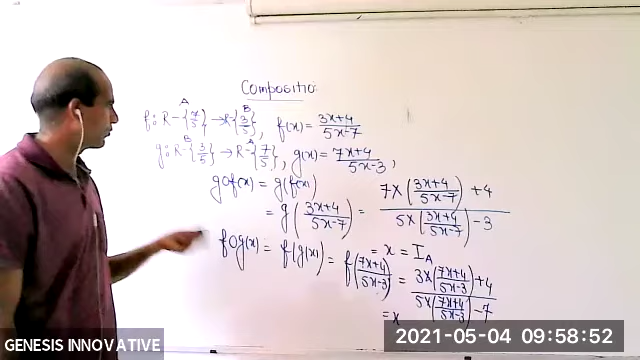 Compositio
f: R-{7/5} → R-{3/5}, f(x) = 3x+4/5x-7
A B
g: R-{3/5} → R-{7/5}, g(x) = 7x+4/5x-3,
B A
gof(x) = g(f(x)
= g(3x+4/5x-7) = 7×(3x+4/5x-7)+4 / 5×(3x+4/5x-7)-3
= x = I_A
fog(x) = f(g(x) = f(7x+4/5x-3) = 3×(7x+4/5x-3)+4 / 5×(7x+4/5x-3)-7
= x
GENESIS INNOVATIVE
2021-05-04 09:58:52